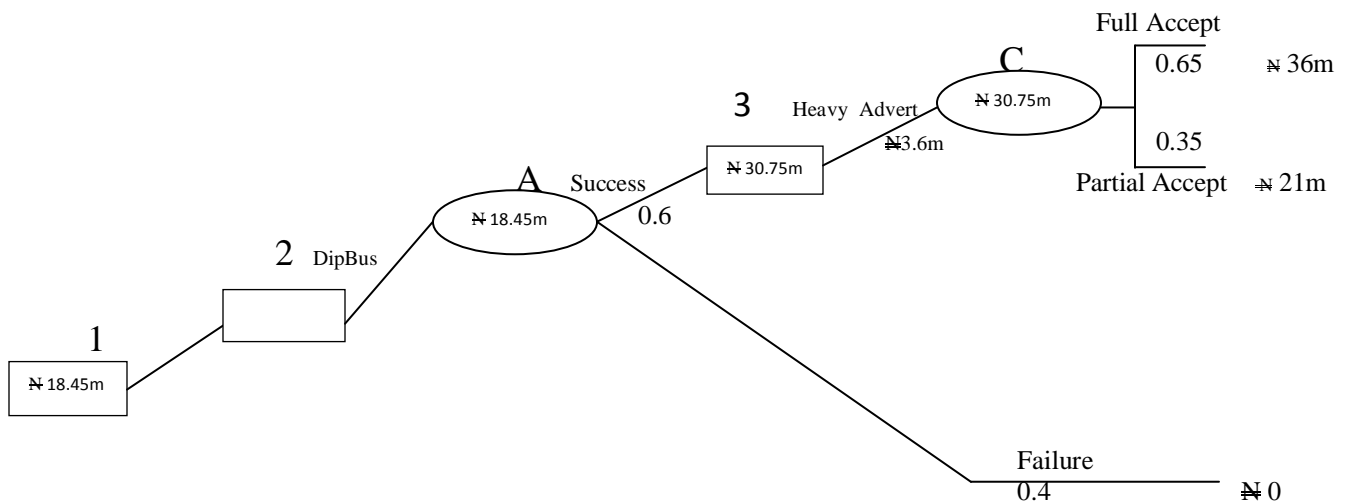 Full Accept
C
0.65 ₦ 36m
₦ 30.75m
3 Heavy Advert
₦3.6m
0.35
₦ 30.75m
A Success
Partial Accept ₦ 21m
₦ 18.45m
0.6
2 DipBus
1
₦ 18.45m
Failure
0.4 ₦ 0